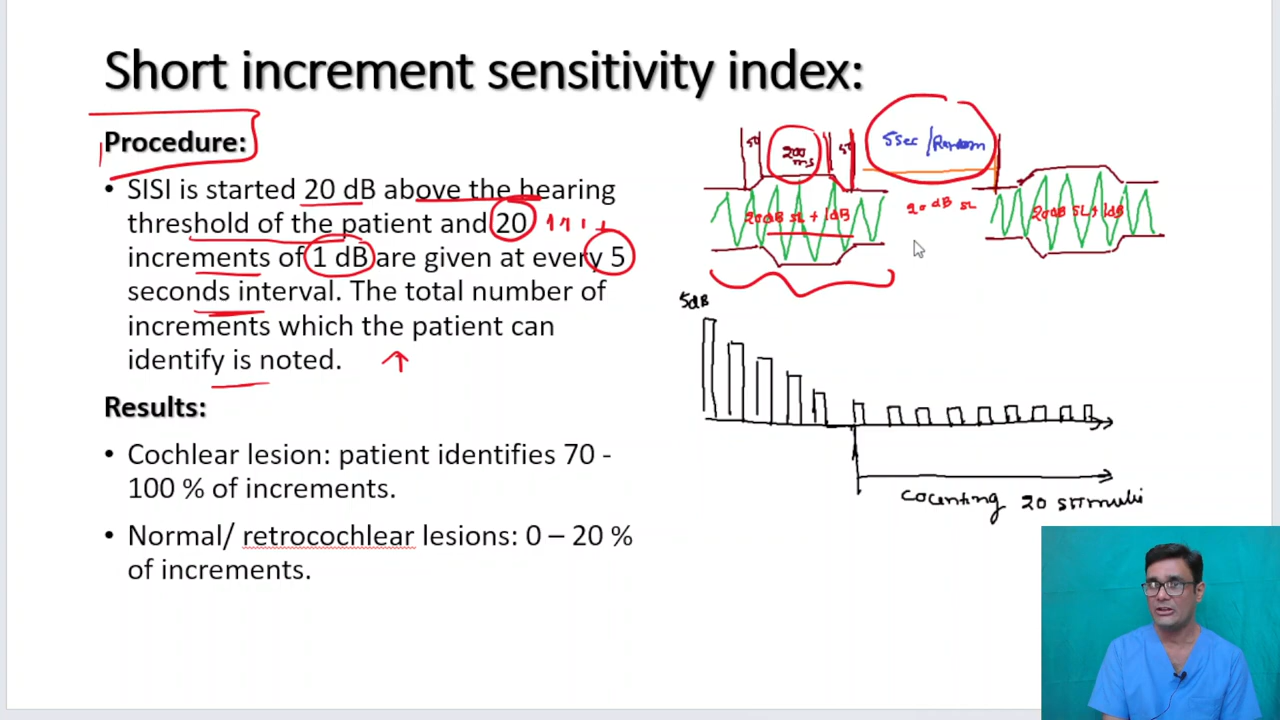 Short increment sensitivity index:
Procedure:
• SISI is started 20 dB above the hearing
threshold of the patient and 20
increments of 1 dB are given at every 5
seconds interval. The total number of
increments which the patient can
identify is noted.
Results:
• Cochlear lesion: patient identifies 70 -
100 % of increments.
• Normal/ retrocochlear lesions: 0 – 20 %
of increments.
50
200
ms
50
5sec /Random
20dB SL + 1dB
20 dB SL
20dB SL+1dB
5dB
counting 20 stimuli